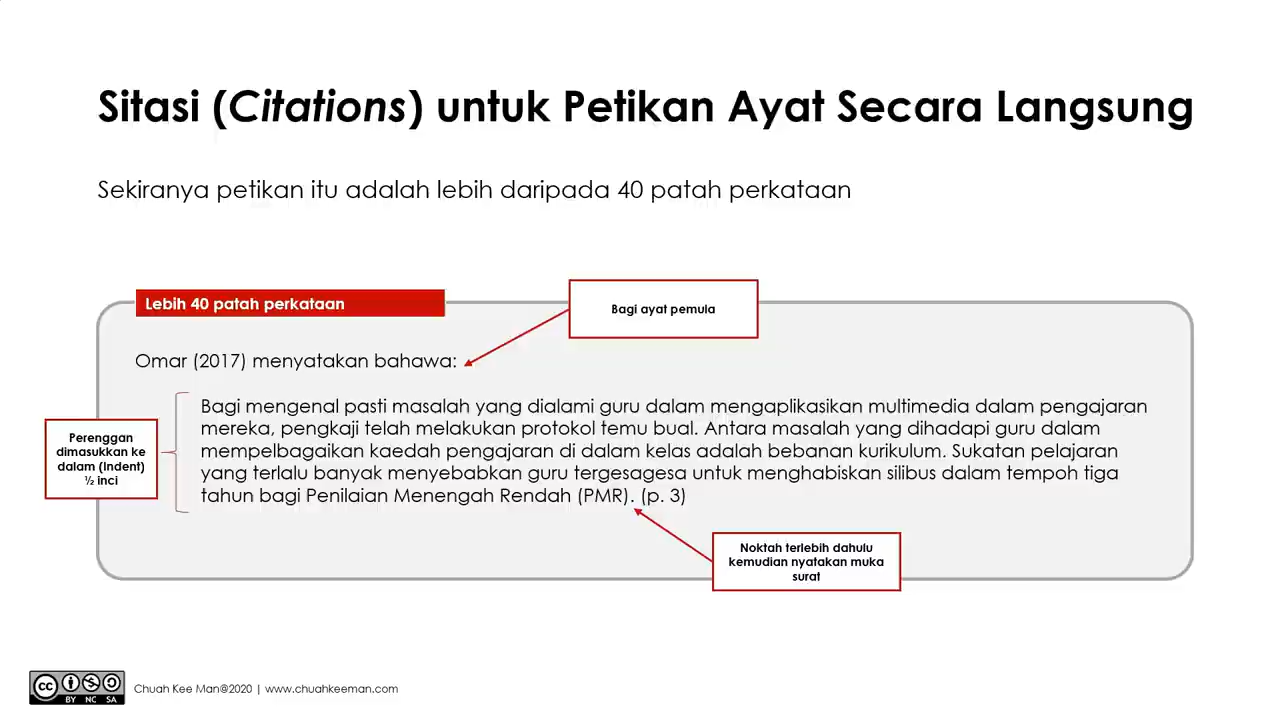 Sitasi (Citations) untuk Petikan Ayat Secara Langsung
Sekiranya petikan itu adalah lebih daripada 40 patah perkataan
Lebih 40 patah perkataan
Bagi ayat pemula
Omar (2017) menyatakan bahawa:
Perenggan
dimasukkan ke
dalam (Indent)
½ inci
Bagi mengenal pasti masalah yang dialami guru dalam mengaplikasikan multimedia dalam pengajaran
mereka, pengkaji telah melakukan protokol temu bual. Antara masalah yang dihadapi guru dalam
mempelbagaikan kaedah pengajaran di dalam kelas adalah bebanan kurikulum. Sukatan pelajaran
yang terlalu banyak menyebabkan guru tergesagesa untuk menghabiskan silibus dalam tempoh tiga
tahun bagi Penilaian Menengah Rendah (PMR). (p. 3)
Noktah terlebih dahulu
kemudian nyatakan muka
surat
cc BY NC SA
Chuah Kee Man@2020 | www.chuahkeeman.com